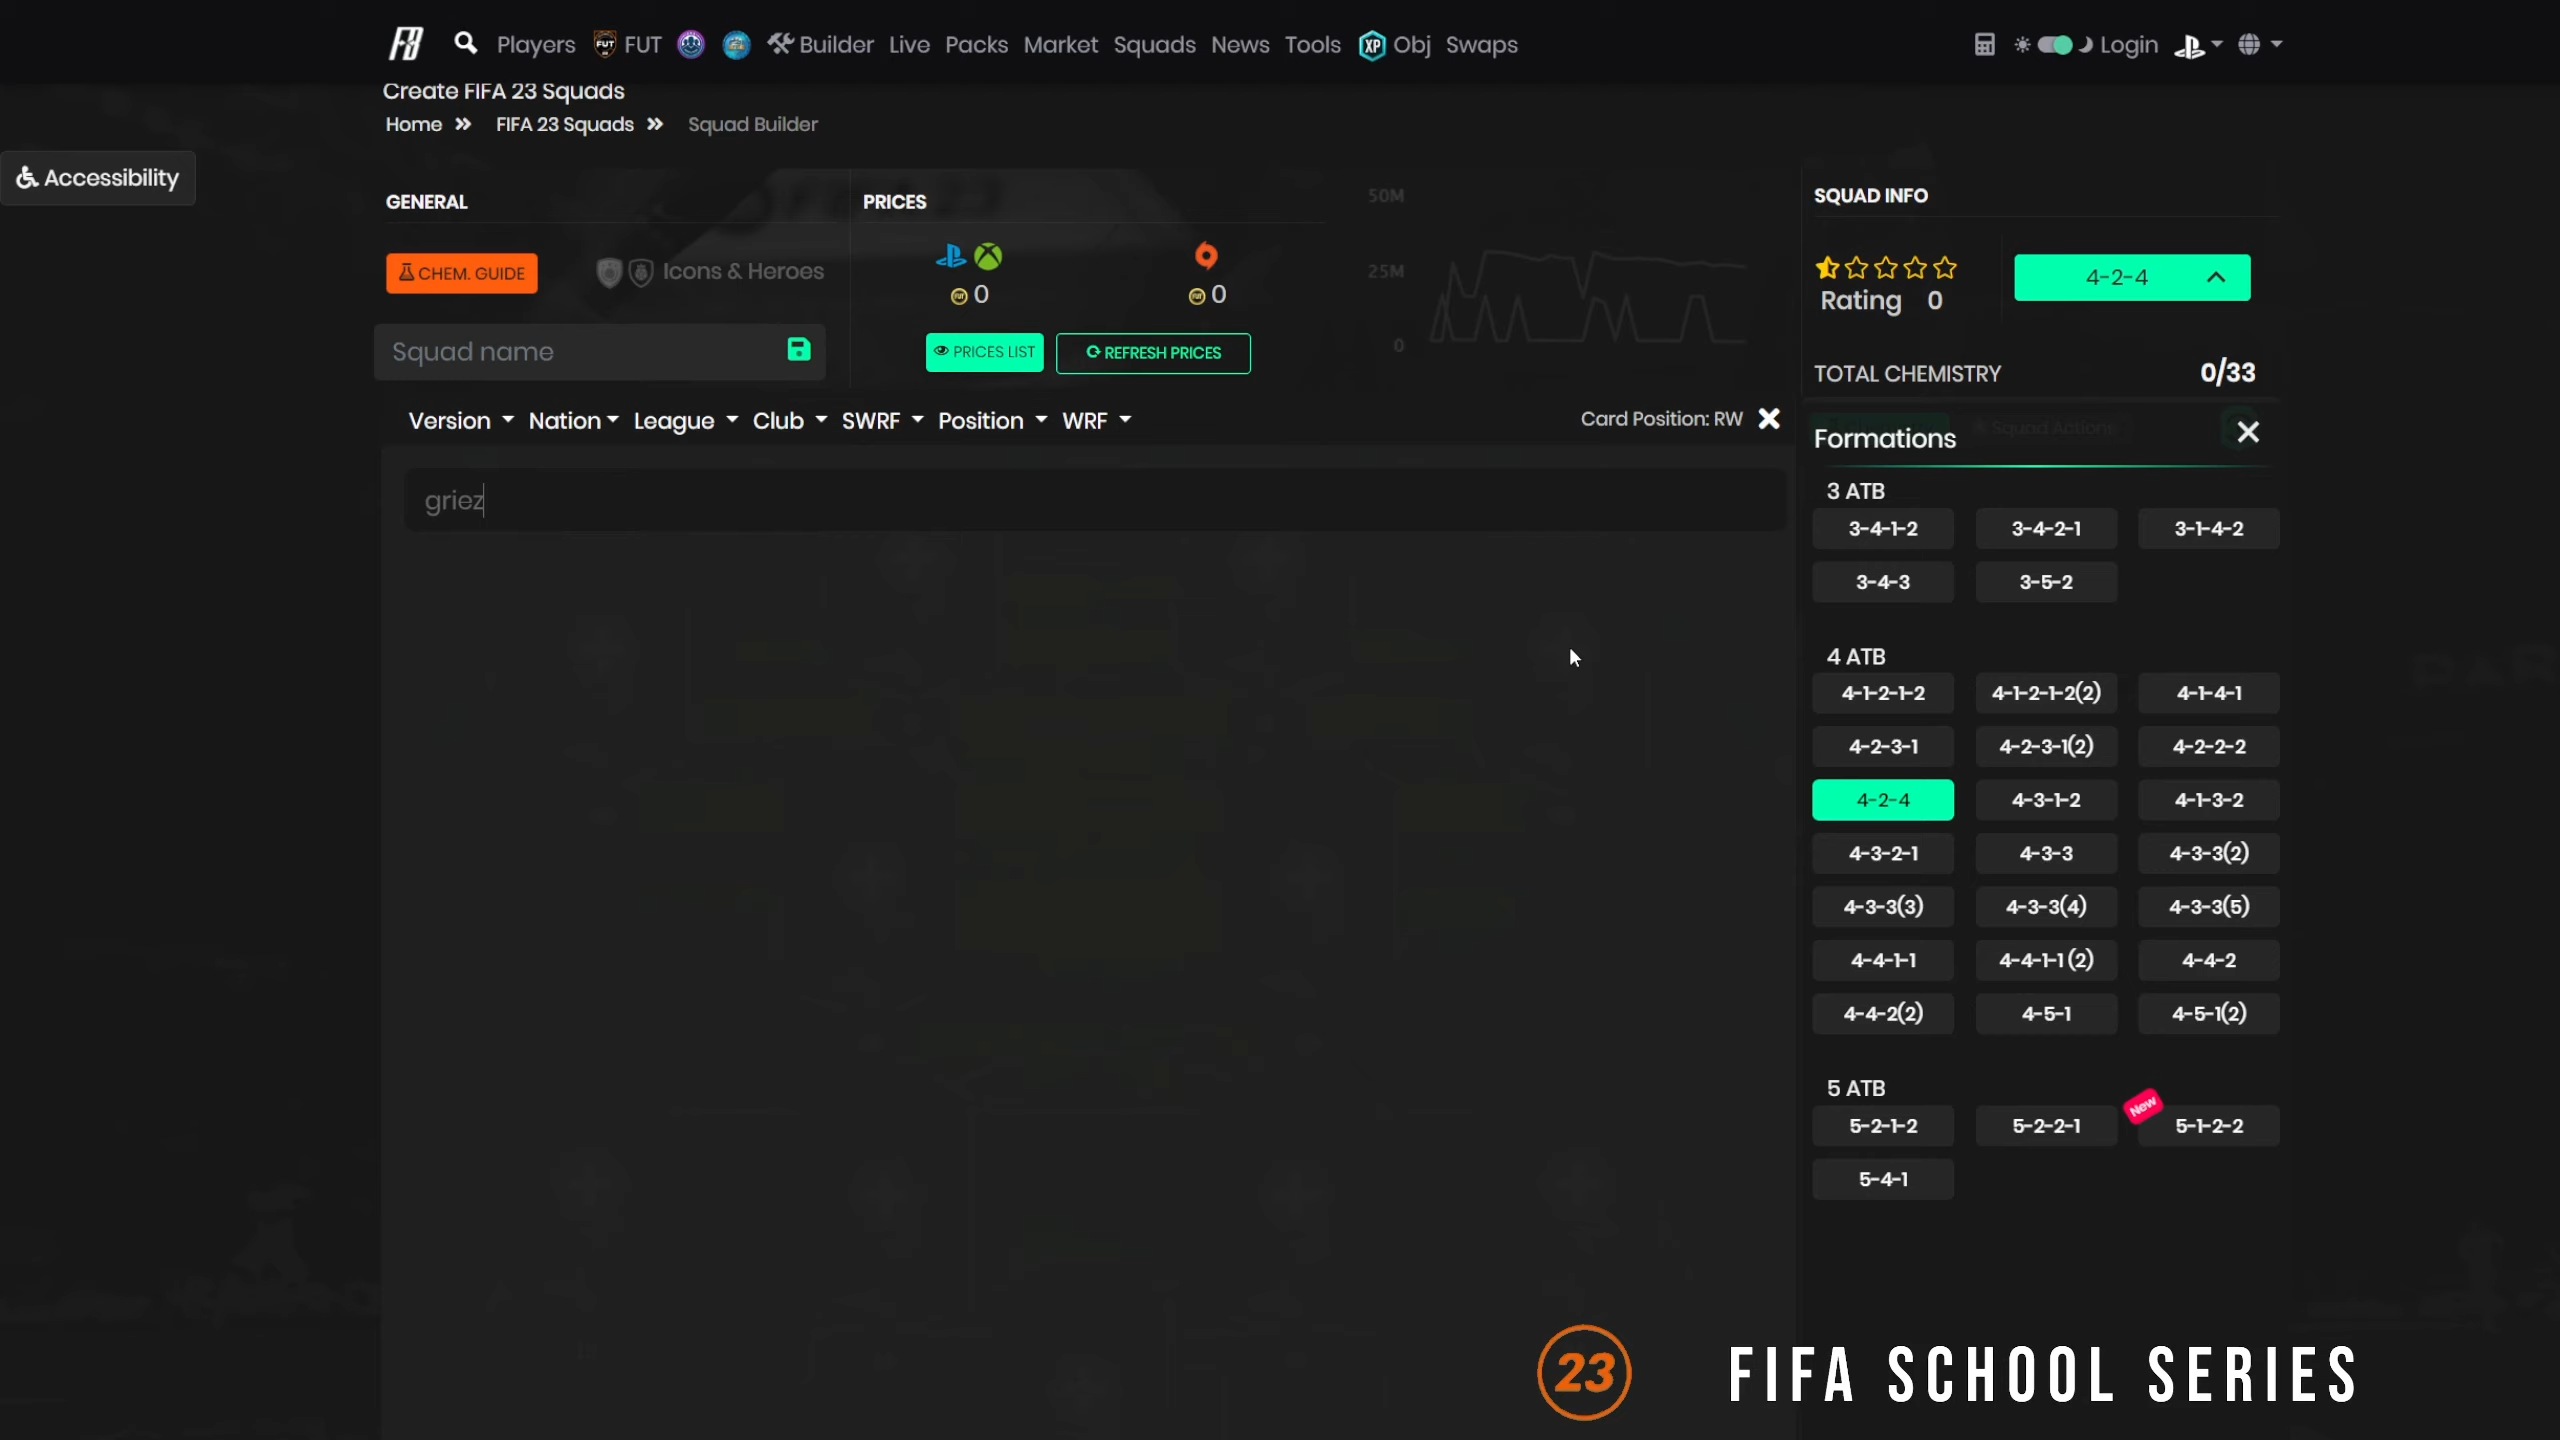 Players FUT Builder Live Packs Market Squads News Tools XP Obj Swaps Login
Create FIFA 23 Squads
Home » FIFA 23 Squads » Squad Builder
Accessibility
GENERAL
CHEM. GUIDE
Icons & Heroes
Squad name
PRICES
0 0
PRICES LIST
REFRESH PRICES
50M
25M
0
SQUAD INFO
Rating 0
4-2-4
TOTAL CHEMISTRY 0/33
Version Nation League Club SWRF Position WRF
Card Position: RW
griez
Squad Actions
Formations
3 ATB
3-4-1-2 3-4-2-1 3-1-4-2
3-4-3 3-5-2
4 ATB
4-1-2-1-2 4-1-2-1-2(2) 4-1-4-1
4-2-3-1 4-2-3-1(2) 4-2-2-2
4-2-4 4-3-1-2 4-1-3-2
4-3-2-1 4-3-3 4-3-3(2)
4-3-3(3) 4-3-3(4) 4-3-3(5)
4-4-1-1 4-4-1-1(2) 4-4-2
4-4-2(2) 4-5-1 4-5-1(2)
5 ATB
New
5-2-1-2 5-2-2-1 5-1-2-2
5-4-1
23 FIFA SCHOOL SERIES